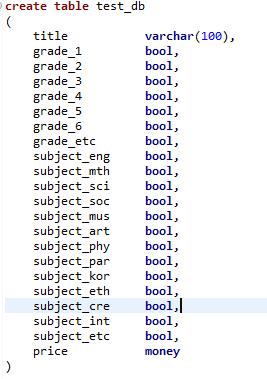 create table test_db
(
title varchar(100),
grade_1 bool,
grade_2 bool,
grade_3 bool,
grade_4 bool,
grade_5 bool,
grade_6 bool,
grade_etc bool,
subject_eng bool,
subject_mth bool,
subject_sci bool,
subject_soc bool,
subject_mus bool,
subject_art bool,
subject_phy bool,
subject_par bool,
subject_kor bool,
subject_eth bool,
subject_cre bool,
subject_int bool,
subject_etc bool,
price money
)